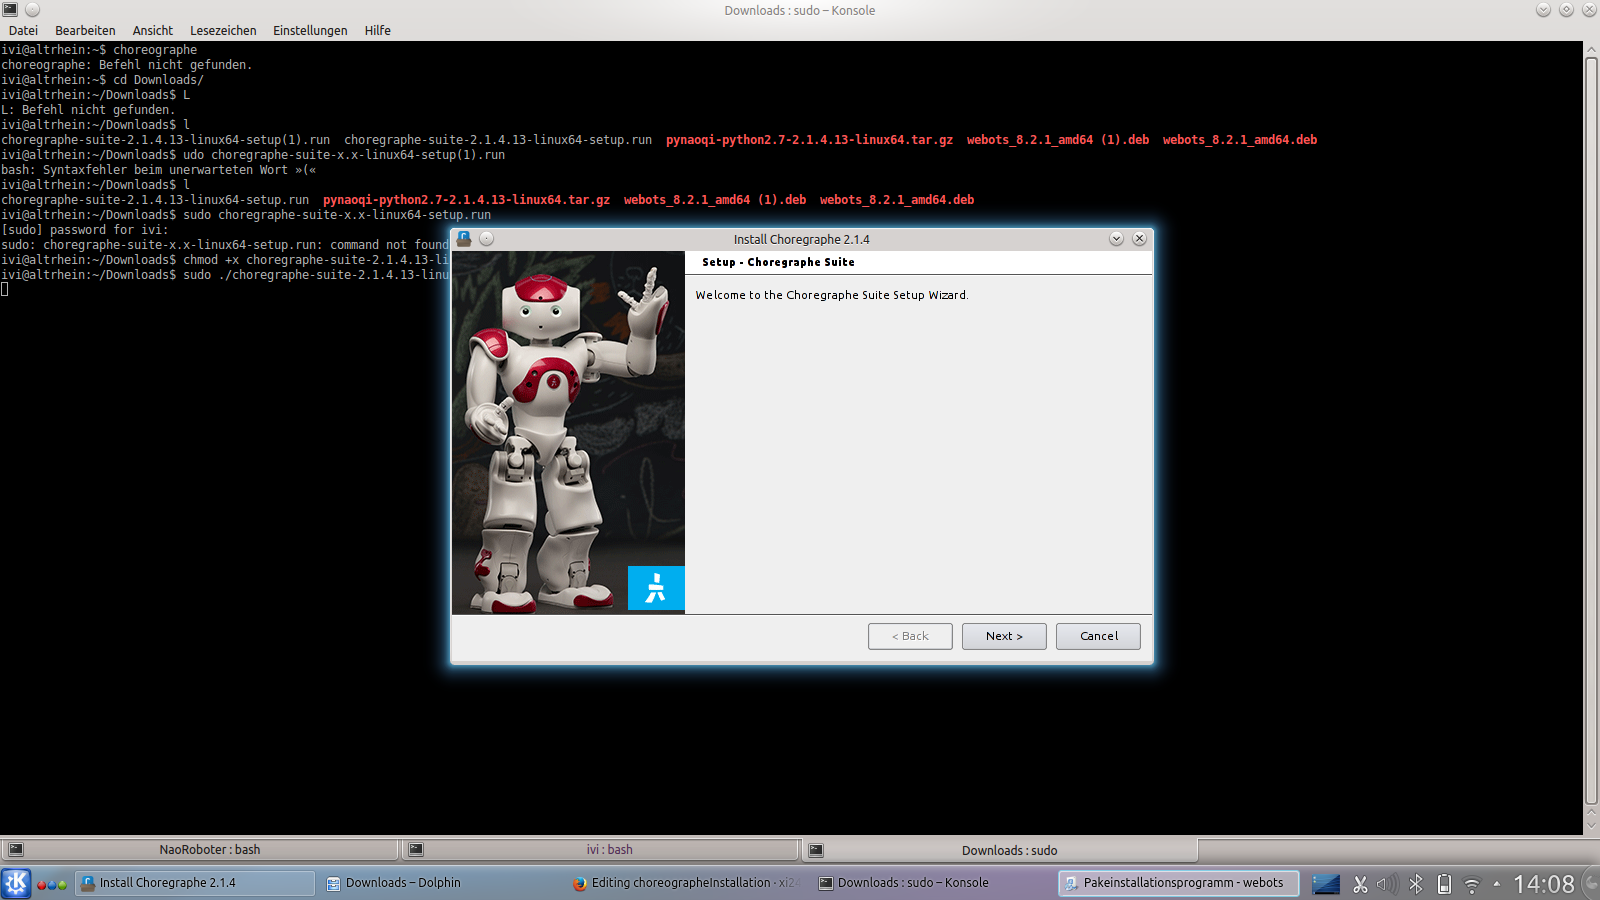 Downloads : sudo – Konsole
Datei Bearbeiten Ansicht Lesezeichen Einstellungen Hilfe
ivi@altrhein:~$ choreographe
choreographe: Befehl nicht gefunden.
ivi@altrhein:~$ cd Downloads/
ivi@altrhein:~/Downloads$ L
L: Befehl nicht gefunden.
ivi@altrhein:~/Downloads$ l
choregraphe-suite-2.1.4.13-linux64-setup(1).run choregraphe-suite-2.1.4.13-linux64-setup.run pynaoqi-python2.7-2.1.4.13-linux64.tar.gz webots_8.2.1_amd64 (1).deb webots_8.2.1_amd64.deb
ivi@altrhein:~/Downloads$ udo choregraphe-suite-x.x-linux64-setup(1).run
bash: Syntaxfehler beim unerwarteten Wort »(«
ivi@altrhein:~/Downloads$ l
choregraphe-suite-2.1.4.13-linux64-setup.run pynaoqi-python2.7-2.1.4.13-linux64.tar.gz webots_8.2.1_amd64 (1).deb webots_8.2.1_amd64.deb
ivi@altrhein:~/Downloads$ sudo choregraphe-suite-x.x-linux64-setup.run
[sudo] password for ivi:
sudo: choregraphe-suite-x.x-linux64-setup.run: command not found
ivi@altrhein:~/Downloads$ chmod +x choregraphe-suite-2.1.4.13-li
ivi@altrhein:~/Downloads$ sudo ./choregraphe-suite-2.1.4.13-linu
Install Choregraphe 2.1.4
Setup - Choregraphe Suite
Welcome to the Choregraphe Suite Setup Wizard.
< Back Next > Cancel
NaoRoboter : bash ivi : bash Downloads : sudo
Install Choregraphe 2.1.4 Downloads – Dolphin Editing choreographeInstallation · xi24 Downloads : sudo – Konsole Pakeinstallationsprogramm - webots 14:08